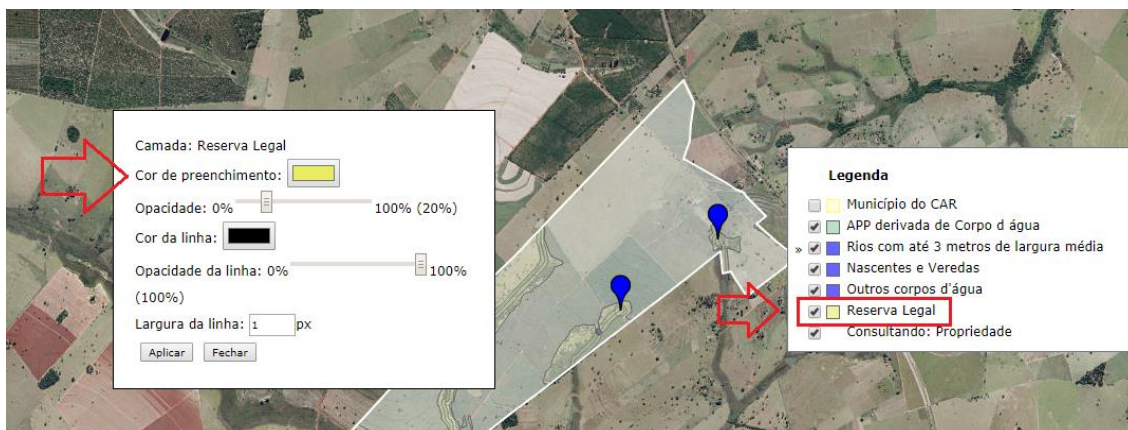 Camada: Reserva Legal
Cor de preenchimento:
Opacidade: 0% 100% (20%)
Cor da linha:
Opacidade da linha: 0% 100%
(100%)
Largura da linha: 1 px
Aplicar Fechar
Legenda
Município do CAR
APP derivada de Corpo d água
» Rios com até 3 metros de largura média
Nascentes e Veredas
Outros corpos d'água
Reserva Legal
Consultando: Propriedade